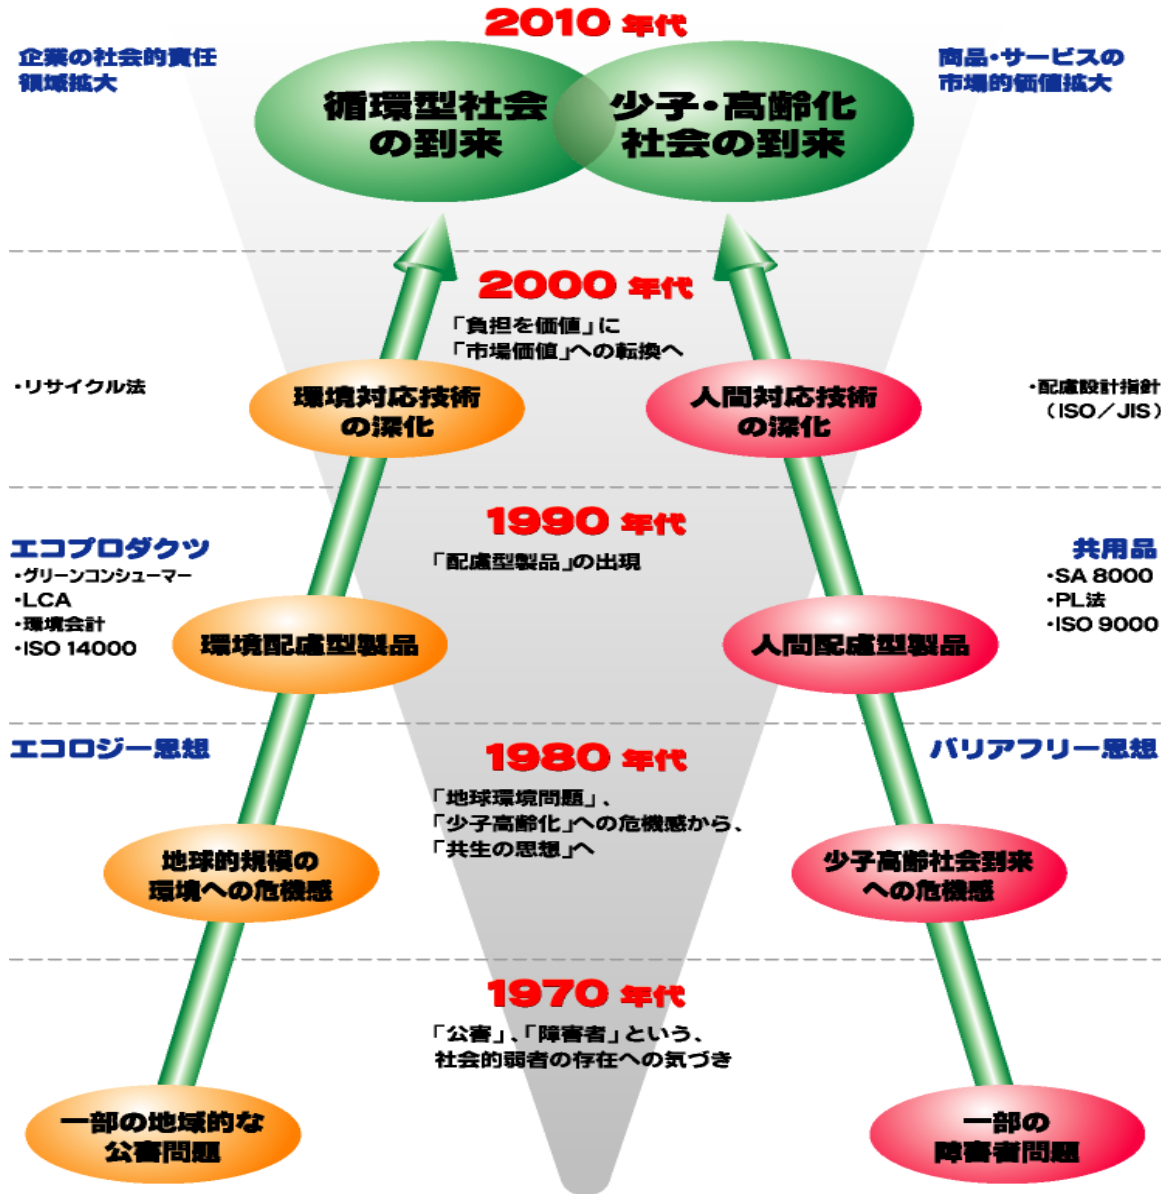 2010 年代
企業の社会的責任
領域拡大
商品・サービスの
市場的価値拡大
循環型社会
の到来
少子・高齢化
社会の到来
2000 年代
「負担を価値」に
「市場価値」への転換へ
・リサイクル法
環境対応技術
の深化
人間対応技術
の深化
・配慮設計指針
（ISO／JIS）
1990 年代
「配慮型製品」の出現
エコプロダクツ
・グリーンコンシューマー
・LCA
・環境会計
・ISO 14000
環境配慮型製品
人間配慮型製品
共用品
・SA 8000
・PL法
・ISO 9000
エコロジー思想
1980 年代
バリアフリー思想
「地球環境問題」、
「少子高齢化」への危機感から、
「共生の思想」へ
地球的規模の
環境への危機感
少子高齢社会到来
への危機感
1970 年代
「公害」、「障害者」という、
社会的弱者の存在への気づき
一部の地域的な
公害問題
一部の
障害者問題